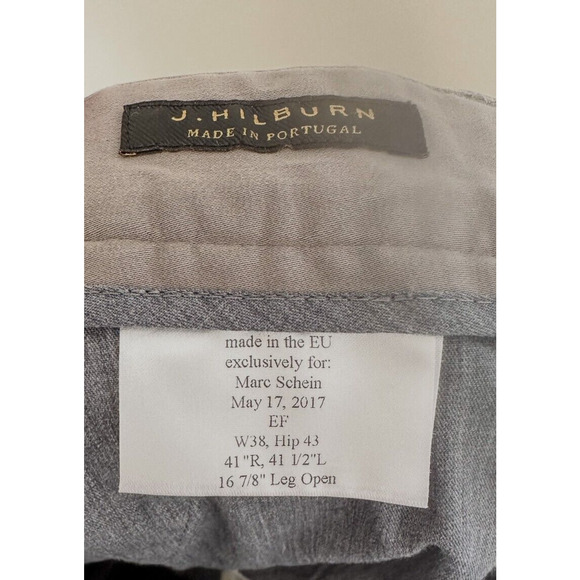 J.HILBURN
MADE IN PORTUGAL
made in the EU
exclusively for:
Marc Schein
May 17, 2017
EF
W38, Hip 43
41"R, 41 1/2"L
16 7/8" Leg Open